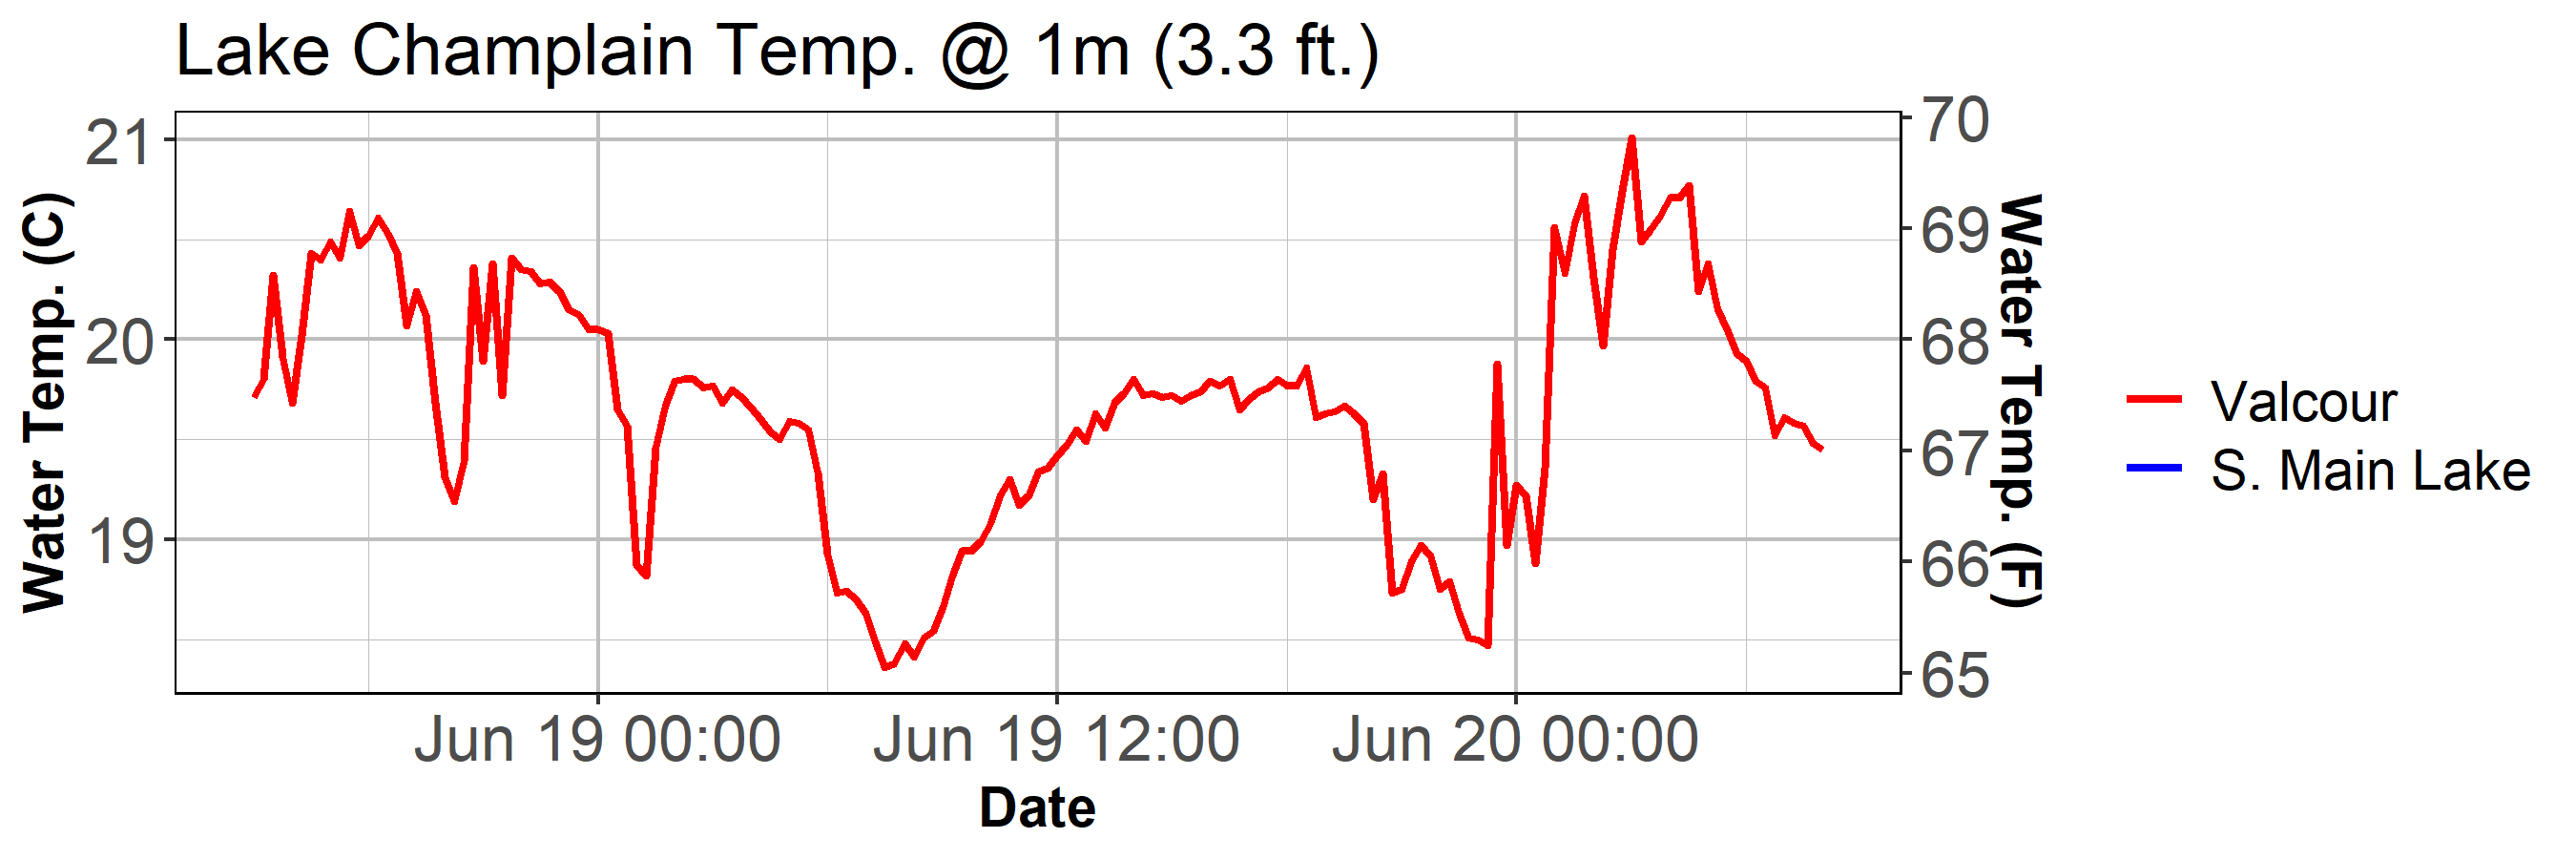 Lake Champlain Temp. @ 1m (3.3 ft.)
Water Temp. (C)
21
20
19
70
69
68
67
66
65
Water Temp. (F)
Jun 19 00:00
Jun 19 12:00
Jun 20 00:00
Date
Valcour
S. Main Lake